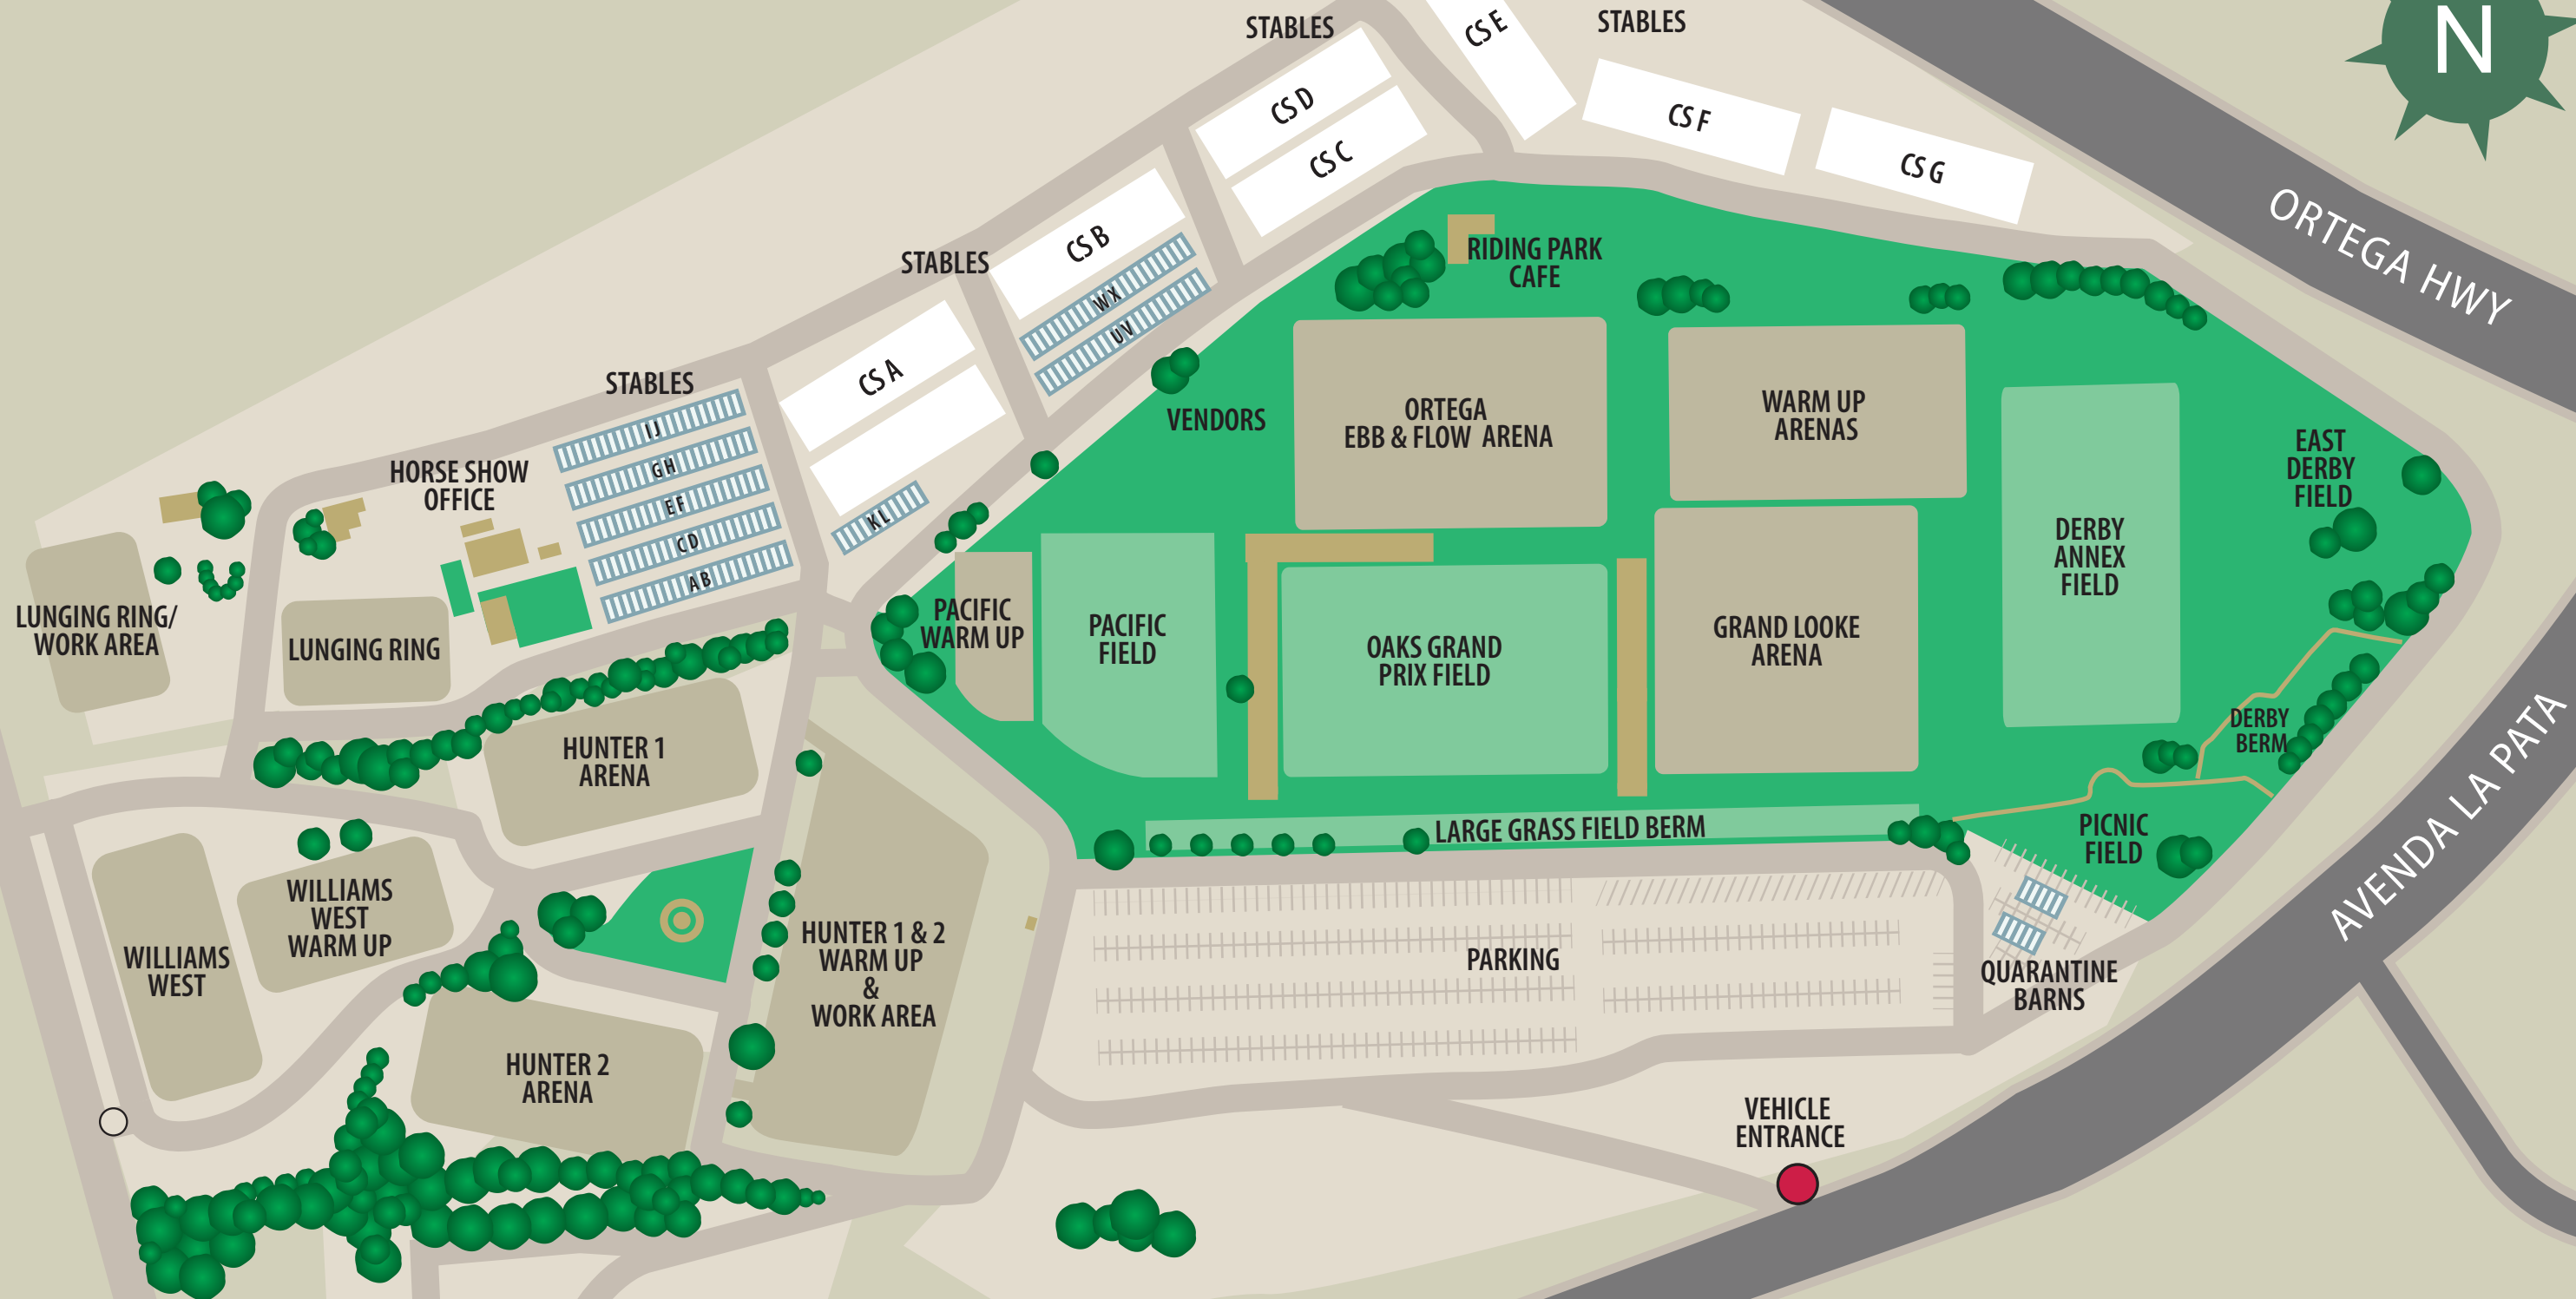 STABLES
CS E
STABLES
N
CS D
CS F
CS C
CS G
ORTEGA HWY
STABLES
CS B
WX
UV
RIDING PARK
CAFE
STABLES
CS A
KL
VENDORS
ORTEGA
EBB & FLOW ARENA
WARM UP
ARENAS
EAST
DERBY
FIELD
HORSE SHOW
OFFICE
IJ
GH
EF
CD
AB
DERBY
ANNEX
FIELD
LUNGING RING/
WORK AREA
LUNGING RING
PACIFIC
WARM UP
PACIFIC
FIELD
OAKS GRAND
PRIX FIELD
GRAND LOOKE
ARENA
DERBY
BERM
AVENDA LA PATA
HUNTER 1
ARENA
LARGE GRASS FIELD BERM
PICNIC
FIELD
WILLIAMS
WEST
WARM UP
WILLIAMS
WEST
HUNTER 1 & 2
WARM UP
&
WORK AREA
PARKING
QUARANTINE
BARNS
HUNTER 2
ARENA
VEHICLE
ENTRANCE